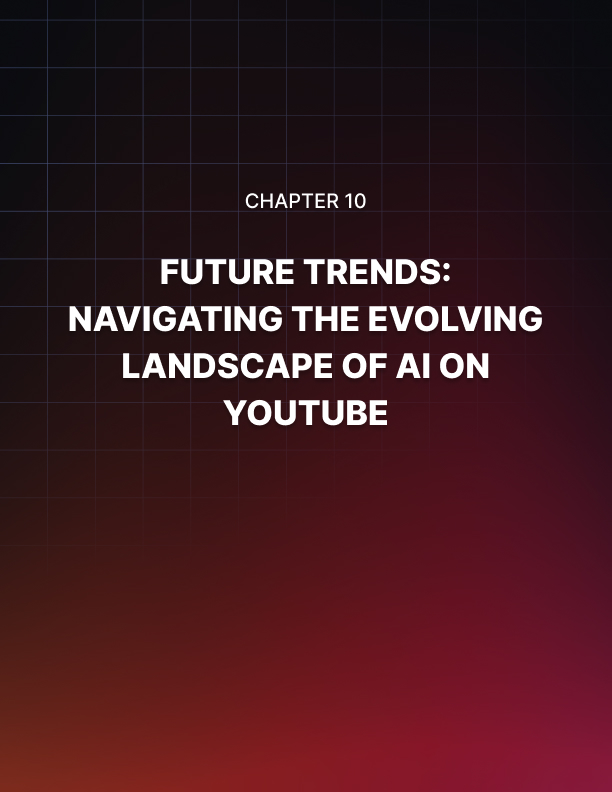 CHAPTER 10
FUTURE TRENDS:
NAVIGATING THE EVOLVING
LANDSCAPE OF AI ON
YOUTUBE